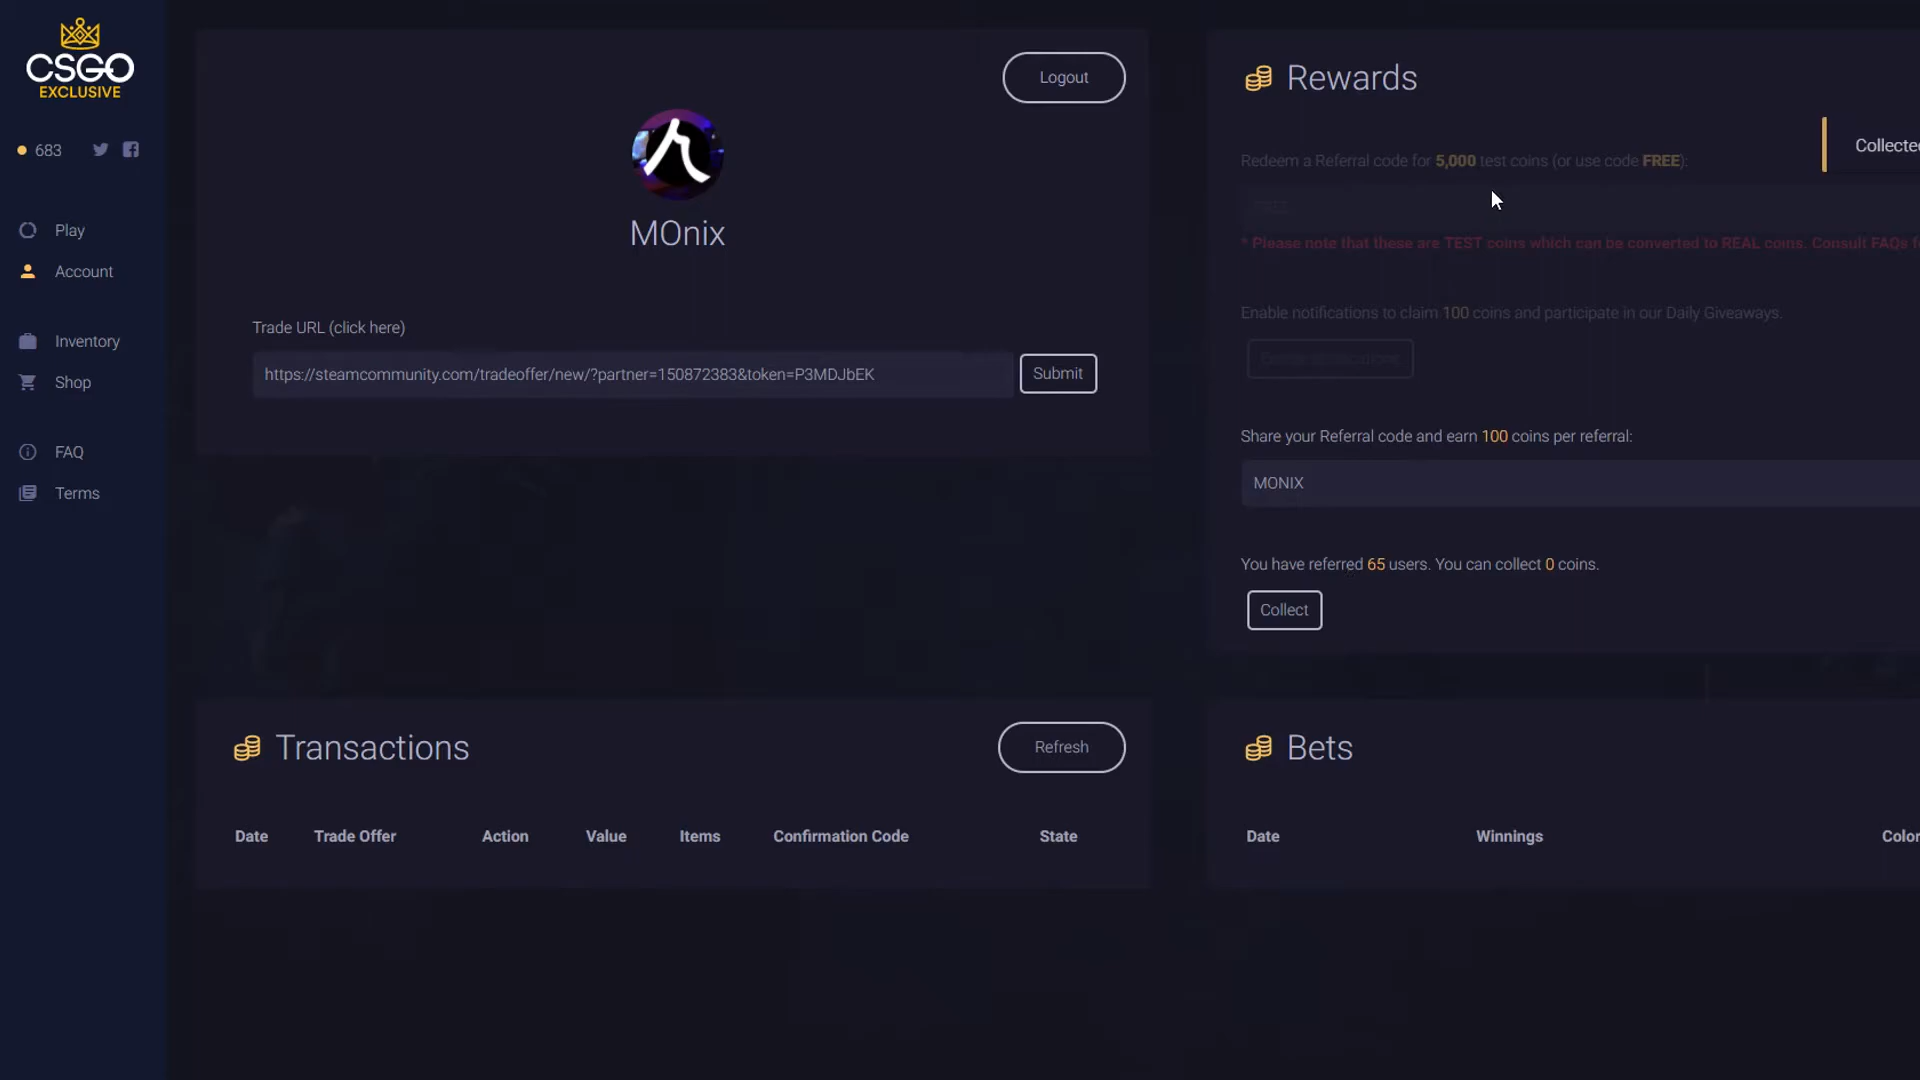 CSGO
EXCLUSIVE
683
Play
Account
Inventory
Shop
FAQ
Terms
Logout
MOnix
Trade URL (click here)
https://steamcommunity.com/tradeoffer/new/?partner=150872383&token=P3MDJbEK
Submit
Rewards
Collected
Redeem a Referral code for 5,000 test coins (or use code FREE):
FREE
* Please note that these are TEST coins which can be converted to REAL coins. Consult FAQs f
Enable notifications to claim 100 coins and participate in our Daily Giveaways.
Share your Referral code and earn 100 coins per referral:
MONIX
You have referred 65 users. You can collect 0 coins.
Collect
Transactions
Refresh
Date Trade Offer Action Value Items Confirmation Code State
Bets
Date Winnings Color